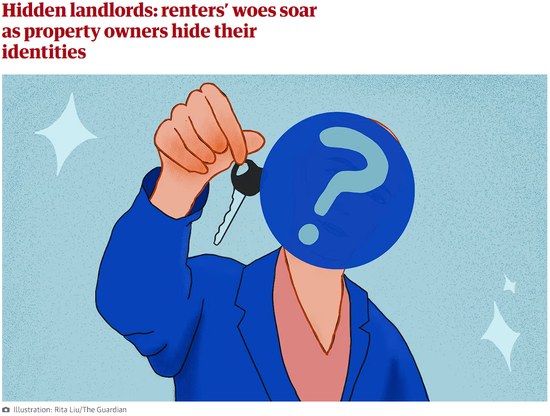 Hidden landlords: renters’ woes soar
as property owners hide their
identities
?
Illustration: Rita Liu/The Guardian